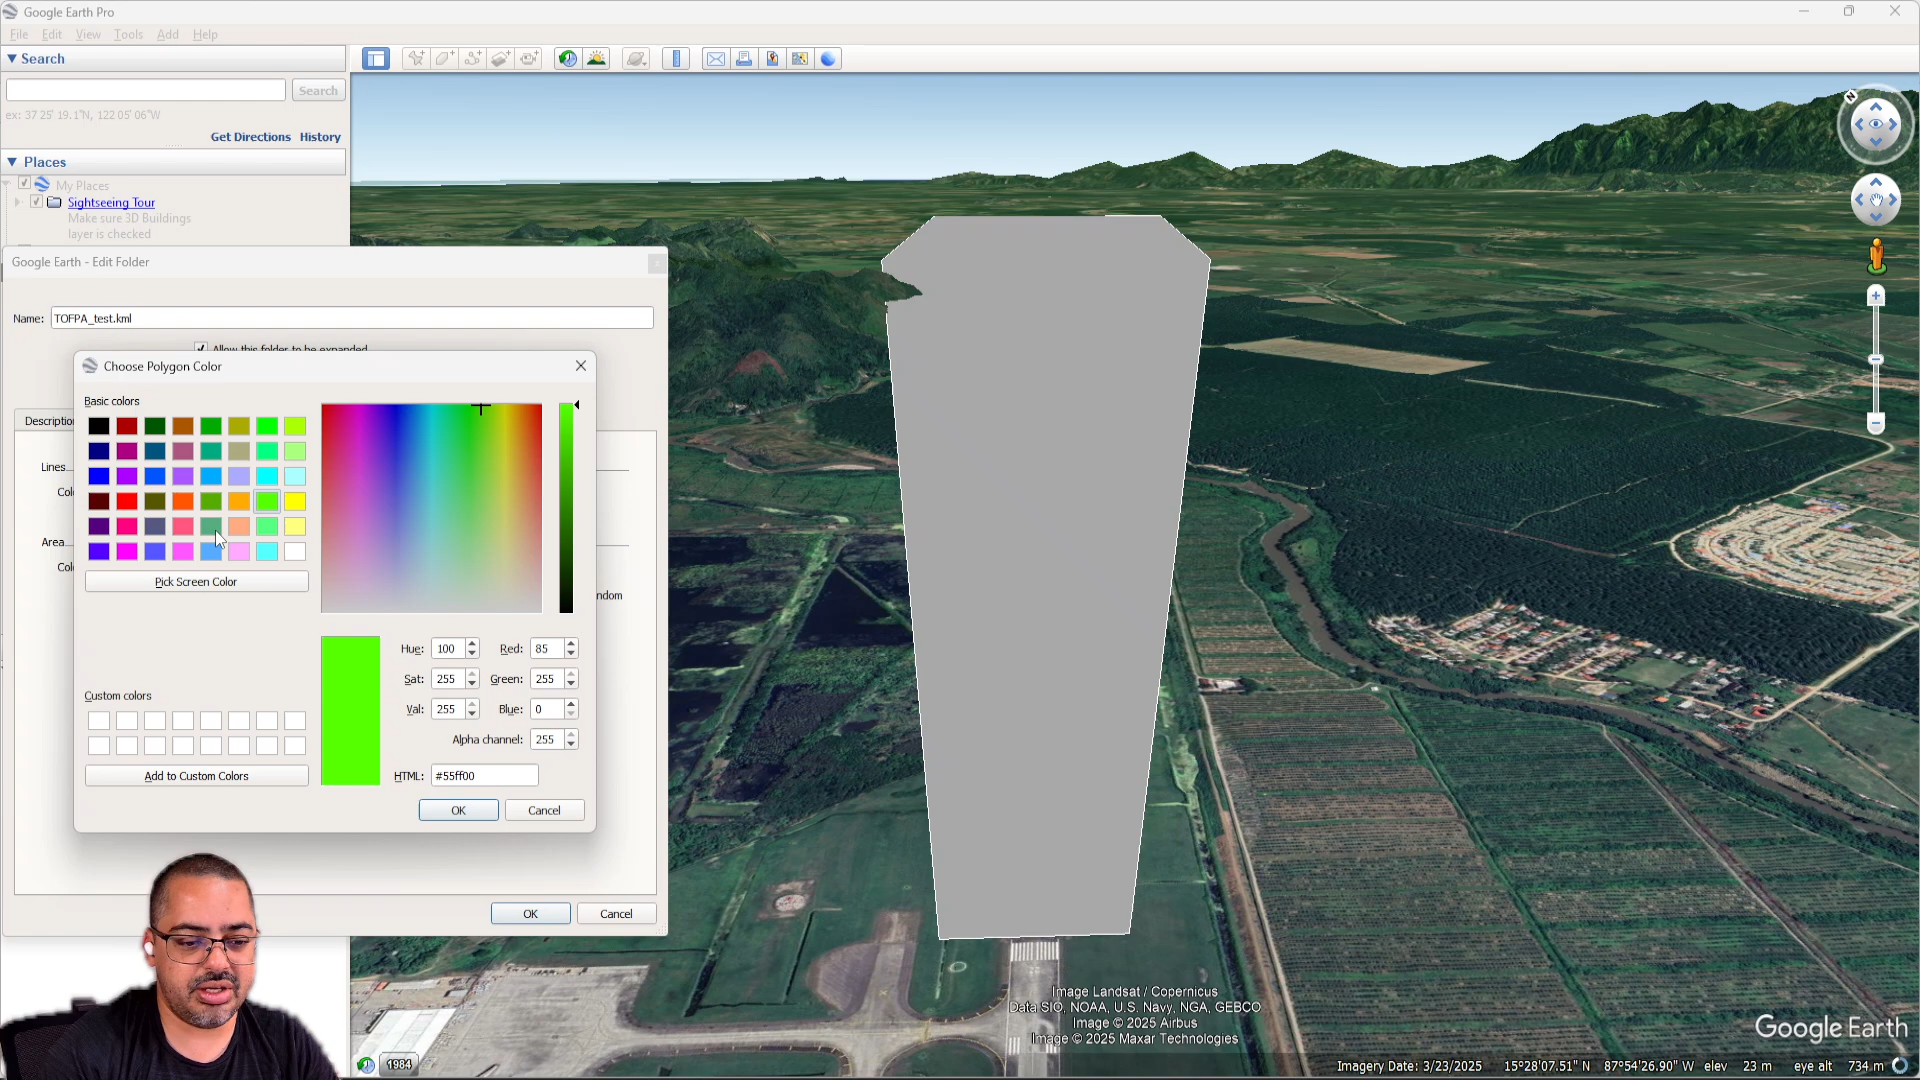 Google Earth Pro
File Edit View Tools Add Help
Search
Search
ex: 37 25' 19.1"N, 122 05' 06"W
Get Directions History
Places
My Places
Sightseeing Tour
Make sure 3D Buildings
layer is checked
Google Earth - Edit Folder
Name: TOFPA_test.kml
Allow this folder to be expanded
Choose Polygon Color
Basic colors
Description
Lines
Area
Pick Screen Color
Hue: 100 Red: 85
Sat: 255 Green: 255
Val: 255 Blue: 0
Alpha channel: 255
HTML: #55ff00
Custom colors
Add to Custom Colors
OK Cancel
OK Cancel
N
Image Landsat / Copernicus
Data SIO, NOAA, U.S. Navy, NGA, GEBCO
Image © 2025 Airbus
Image © 2025 Maxar Technologies
Google Earth
1984
Imagery Date: 3/23/2025 15°28'07.51" N 87°54'26.90" W elev 23 m eye alt 734 m